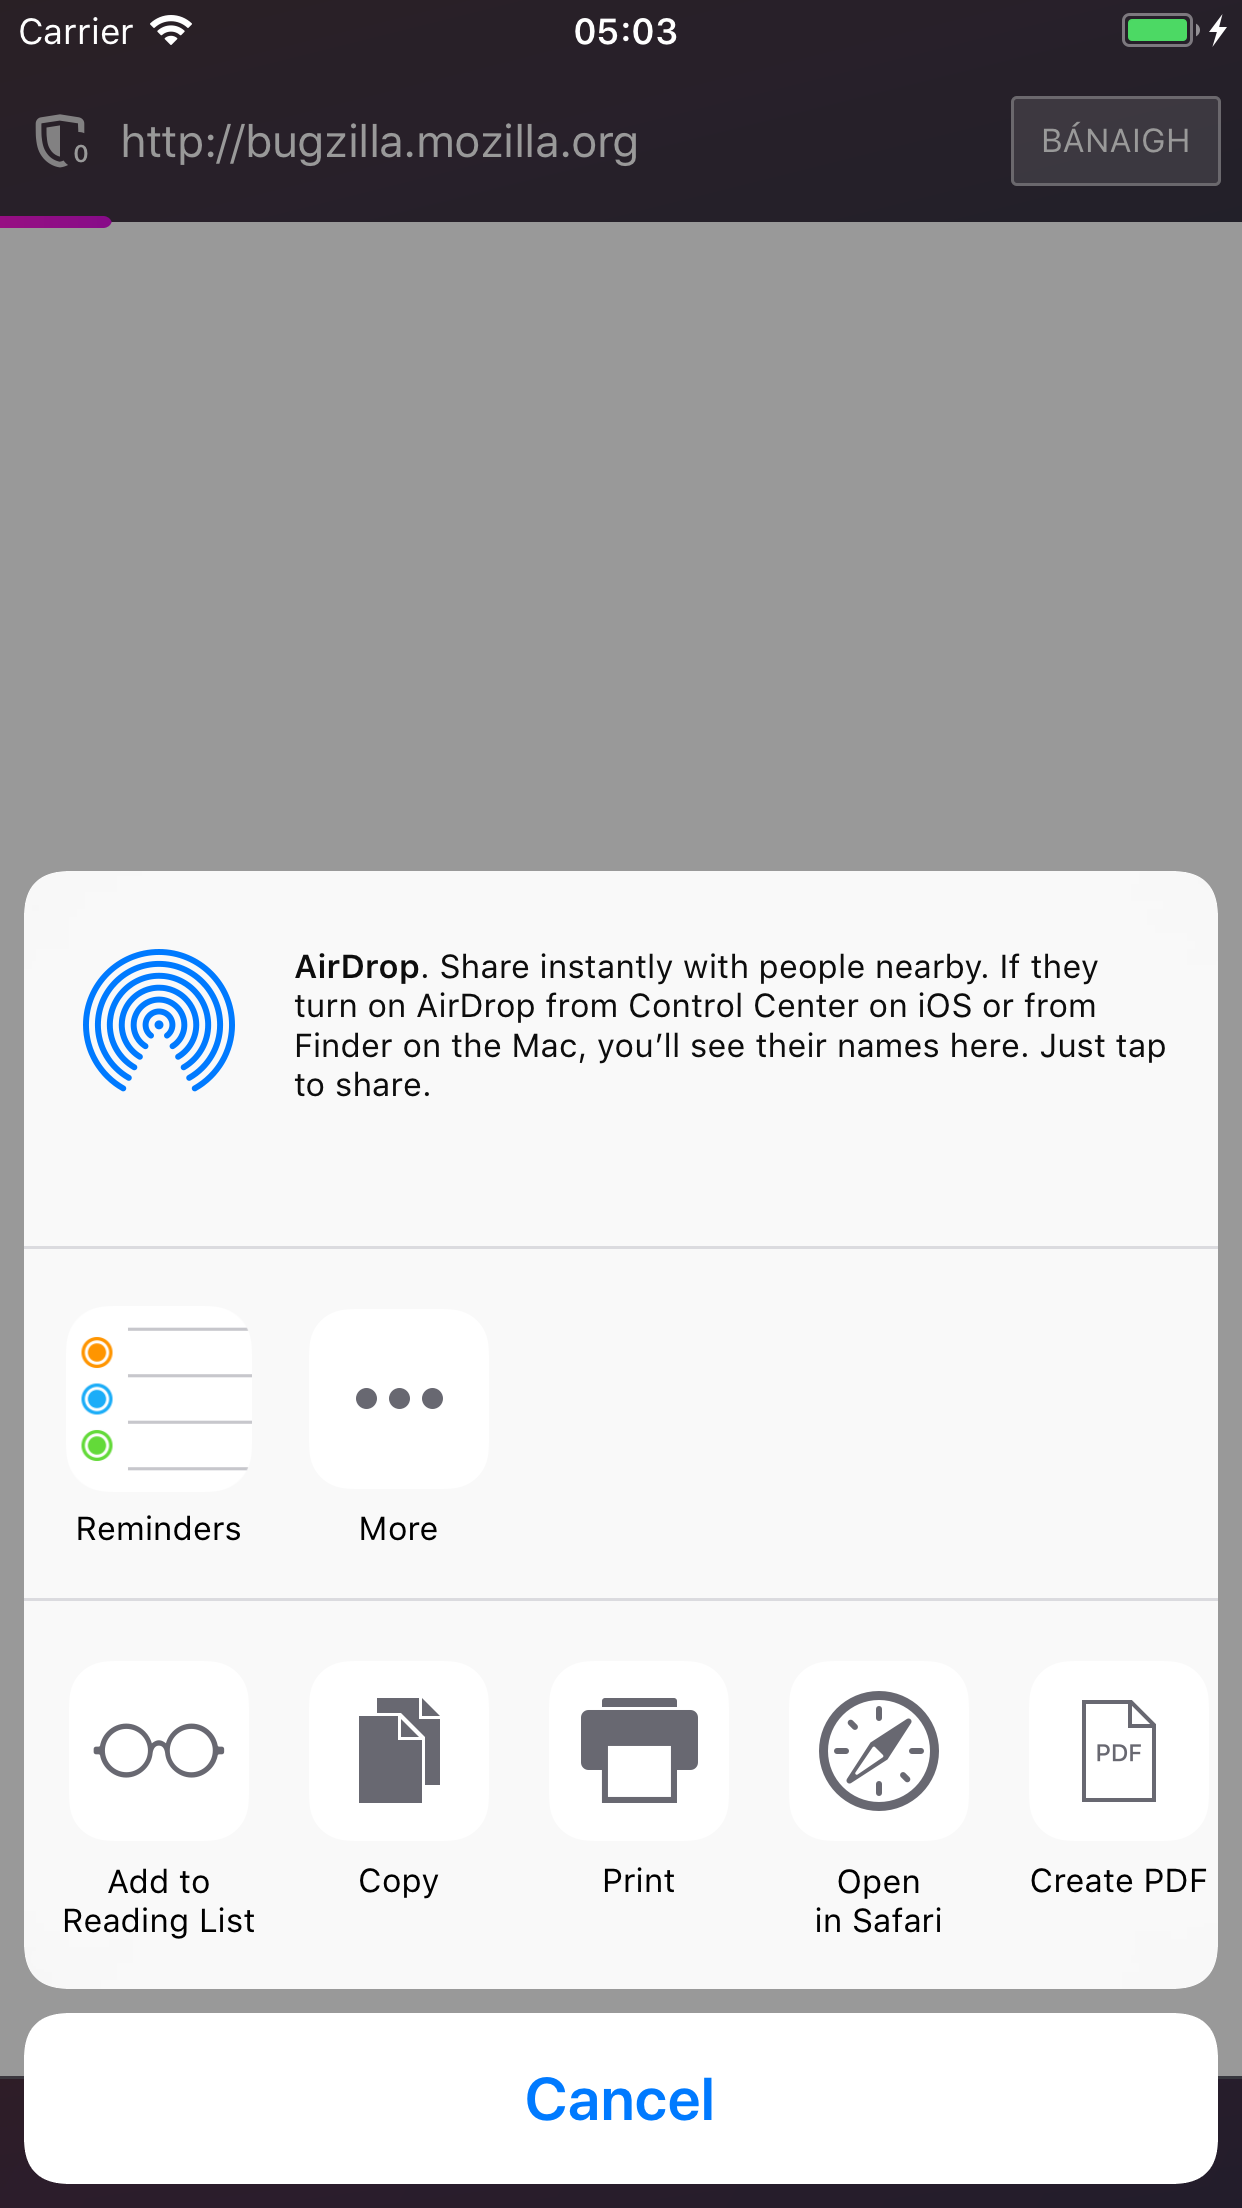 Carrier
05:03
0
http://bugzilla.mozilla.org
BÁNAIGH
AirDrop. Share instantly with people nearby. If they
turn on AirDrop from Control Center on iOS or from
Finder on the Mac, you’ll see their names here. Just tap
to share.
Reminders
More
PDF
Add to
Reading List
Copy
Print
Open
in Safari
Create PDF
Cancel